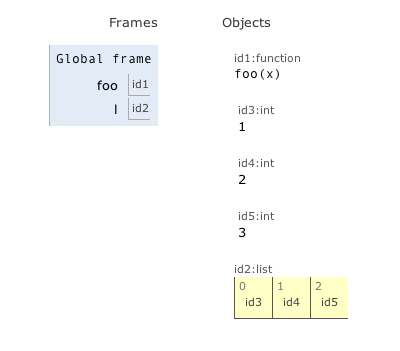 Frames Objects
Global frame
foo id1
l id2
id1:function
foo(x)
id3:int
1
id4:int
2
id5:int
3
id2:list
0 1 2
id3 id4 id5